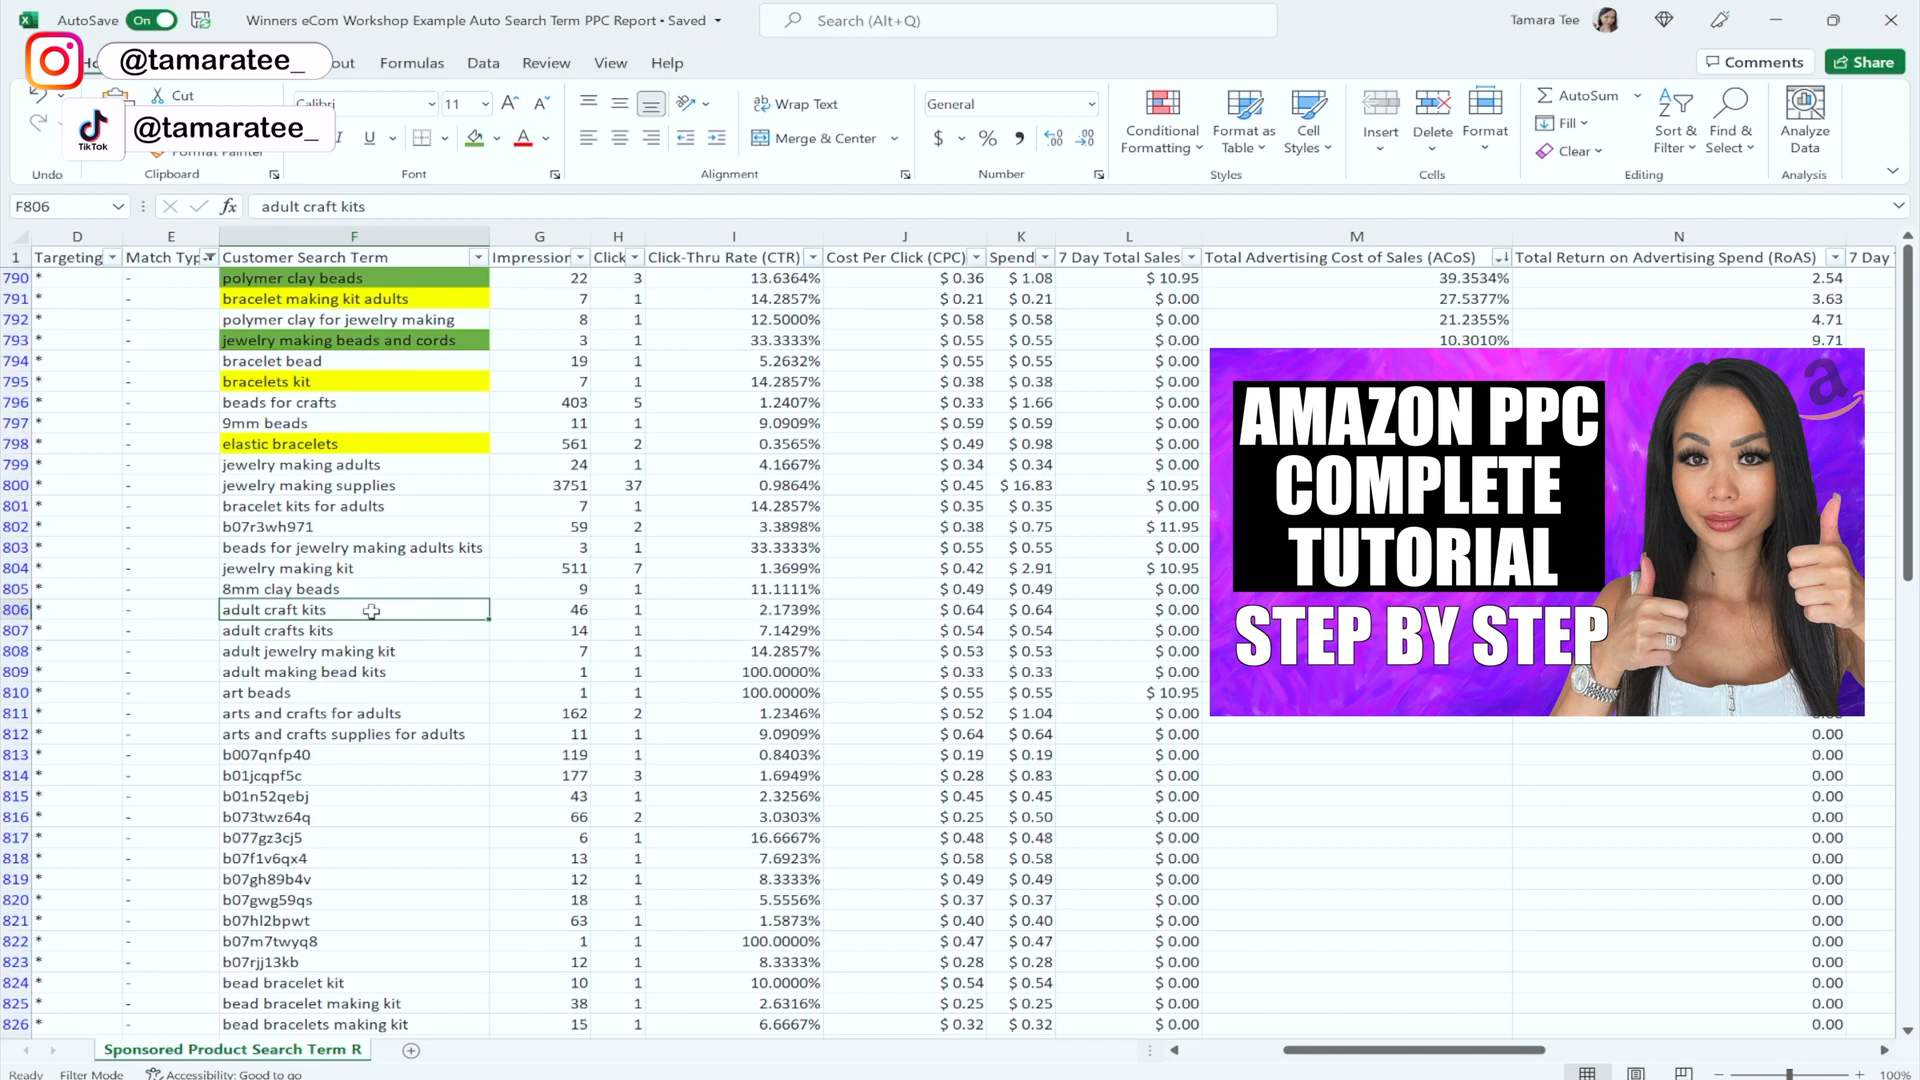 AutoSave On Winners eCom Workshop Example Auto Search Term PPC Report • Saved Search (Alt+Q) Tamara Tee
@tamaratee_
Formulas Data Review View Help Comments Share
@tamaratee_
TikTok
Cut Calibri 11 Wrap Text General AutoSum
Merge & Center $ % Conditional Formatting Format as Table Cell Styles Insert Delete Format Fill Clear Sort & Filter Find & Select Analyze Data
Format Painter
Undo Clipboard Font Alignment Number Styles Cells Editing Analysis
F806 fx adult craft kits
D E F G H I J K L M N
1 Targeting Match Typ Customer Search Term Impression Click Click-Thru Rate (CTR) Cost Per Click (CPC) Spend 7 Day Total Sales Total Advertising Cost of Sales (ACoS) Total Return on Advertising Spend (RoAS) 7 Day
790 * - polymer clay beads 22 3 13.6364% $ 0.36 $ 1.08 $ 10.95 39.3534% 2.54
791 * - bracelet making kit adults 7 1 14.2857% $ 0.21 $ 0.21 $ 0.00 27.5377% 3.63
792 * - polymer clay for jewelry making 8 1 12.5000% $ 0.58 $ 0.58 $ 0.00 21.2355% 4.71
793 * - jewelry making beads and cords 3 1 33.3333% $ 0.55 $ 0.55 $ 0.00 10.3010% 9.71
794 * - bracelet bead 19 1 5.2632% $ 0.55 $ 0.55 $ 0.00
795 * - bracelets kit 7 1 14.2857% $ 0.38 $ 0.38 $ 0.00
796 * - beads for crafts 403 5 1.2407% $ 0.33 $ 1.66 $ 0.00
797 * - 9mm beads 11 1 9.0909% $ 0.59 $ 0.59 $ 0.00
798 * - elastic bracelets 561 2 0.3565% $ 0.49 $ 0.98 $ 0.00
799 * - jewelry making adults 24 1 4.1667% $ 0.34 $ 0.34 $ 0.00
800 * - jewelry making supplies 3751 37 0.9864% $ 0.45 $ 16.83 $ 10.95
801 * - bracelet kits for adults 7 1 14.2857% $ 0.35 $ 0.35 $ 0.00
802 * - b07r3wh971 59 2 3.3898% $ 0.38 $ 0.75 $ 11.95
803 * - beads for jewelry making adults kits 3 1 33.3333% $ 0.55 $ 0.55 $ 0.00
804 * - jewelry making kit 511 7 1.3699% $ 0.42 $ 2.91 $ 10.95
805 * - 8mm clay beads 9 1 11.1111% $ 0.49 $ 0.49 $ 0.00
806 * - adult craft kits 46 1 2.1739% $ 0.64 $ 0.64 $ 0.00
807 * - adult crafts kits 14 1 7.1429% $ 0.54 $ 0.54 $ 0.00
808 * - adult jewelry making kit 7 1 14.2857% $ 0.53 $ 0.53 $ 0.00
809 * - adult making bead kits 1 1 100.0000% $ 0.33 $ 0.33 $ 0.00
810 * - art beads 1 1 100.0000% $ 0.55 $ 0.55 $ 10.95
811 * - arts and crafts for adults 162 2 1.2346% $ 0.52 $ 1.04 $ 0.00
812 * - arts and crafts supplies for adults 11 1 9.0909% $ 0.64 $ 0.64 $ 0.00 0.00
813 * - b007qnfp40 119 1 0.8403% $ 0.19 $ 0.19 $ 0.00 0.00
814 * - b01jcqpf5c 177 3 1.6949% $ 0.28 $ 0.83 $ 0.00 0.00
815 * - b01n52qebj 43 1 2.3256% $ 0.45 $ 0.45 $ 0.00 0.00
816 * - b073twz64q 66 2 3.0303% $ 0.25 $ 0.50 $ 0.00 0.00
817 * - b077gz3cj5 6 1 16.6667% $ 0.48 $ 0.48 $ 0.00 0.00
818 * - b07f1v6qx4 13 1 7.6923% $ 0.58 $ 0.58 $ 0.00 0.00
819 * - b07gh89b4v 12 1 8.3333% $ 0.49 $ 0.49 $ 0.00 0.00
820 * - b07gwg59qs 18 1 5.5556% $ 0.37 $ 0.37 $ 0.00 0.00
821 * - b07hl2bpwt 63 1 1.5873% $ 0.40 $ 0.40 $ 0.00 0.00
822 * - b07m7twyq8 1 1 100.0000% $ 0.47 $ 0.47 $ 0.00 0.00
823 * - b07rjj13kb 12 1 8.3333% $ 0.28 $ 0.28 $ 0.00 0.00
824 * - bead bracelet kit 10 1 10.0000% $ 0.54 $ 0.54 $ 0.00 0.00
825 * - bead bracelet making kit 38 1 2.6316% $ 0.25 $ 0.25 $ 0.00 0.00
826 * - bead bracelets making kit 15 1 6.6667% $ 0.32 $ 0.32 $ 0.00 0.00
AMAZON PPC
COMPLETE
TUTORIAL
STEP BY STEP
Sponsored Product Search Term R
Ready Filter Mode Accessibility: Good to go 100%